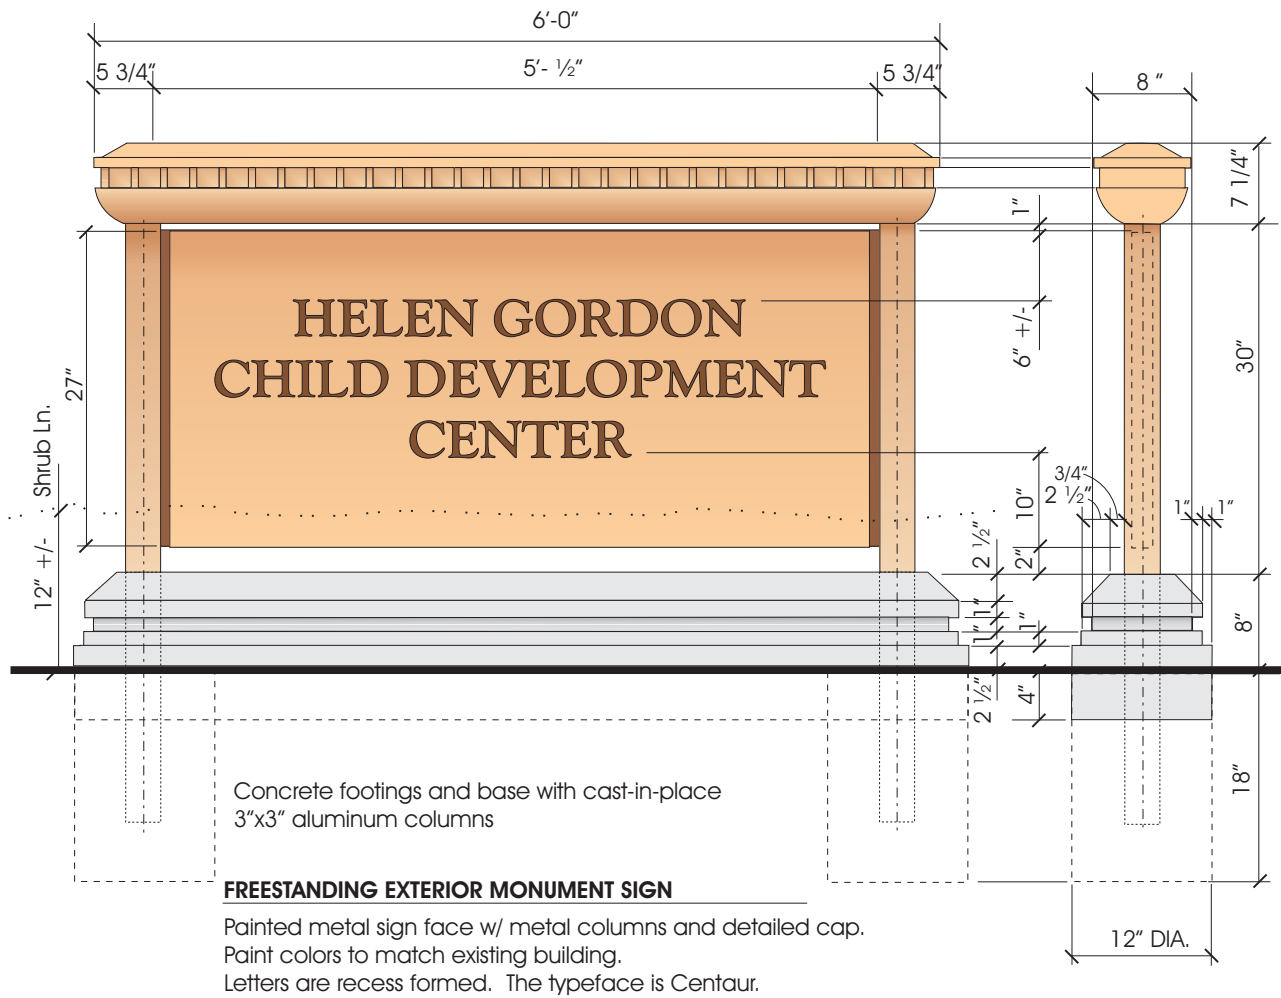 6'-0"
5 3/4"
5'- ½"
5 3/4"
8 "
7 1/4"
1"
HELEN GORDON
CHILD DEVELOPMENT
CENTER
6" +/-
30"
27"
Shrub Ln.
12" +/-
3/4"
2 ½"
10"
1"
1"
2 ½"
2"
1"
1"
1"
8"
2 ½"
4"
18"
Concrete footings and base with cast-in-place
3"x3" aluminum columns
FREESTANDING EXTERIOR MONUMENT SIGN
Painted metal sign face w/ metal columns and detailed cap.
Paint colors to match existing building.
Letters are recess formed. The typeface is Centaur.
12" DIA.